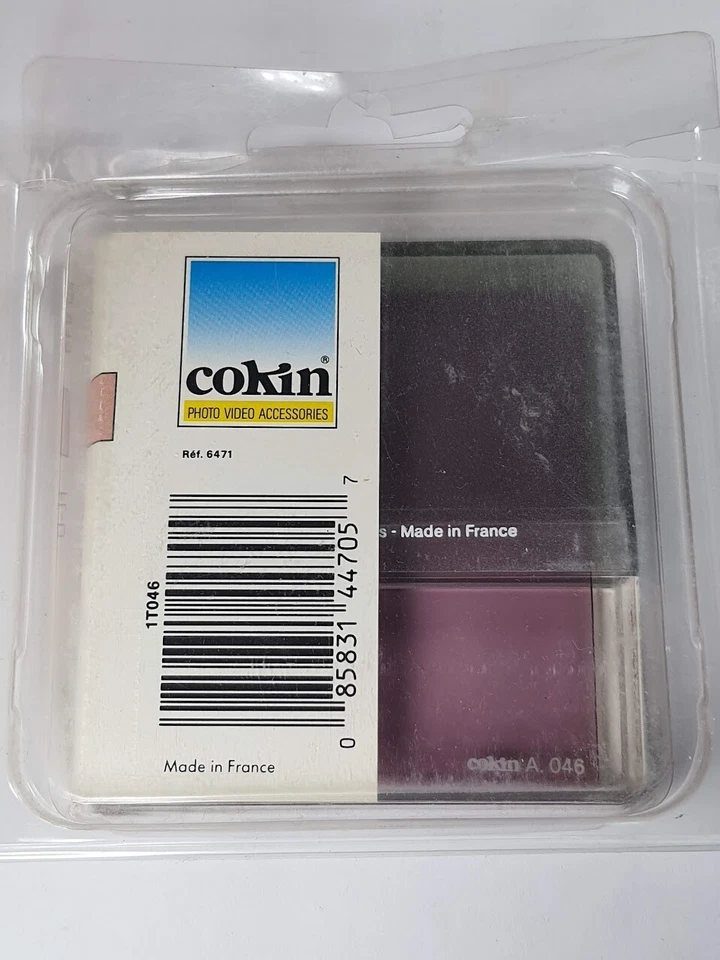 cokin®
PHOTO VIDEO ACCESSORIES
Réf. 6471
s - Made in France
1T046
0 85831 44705 7
Made in France
cokin A. 046